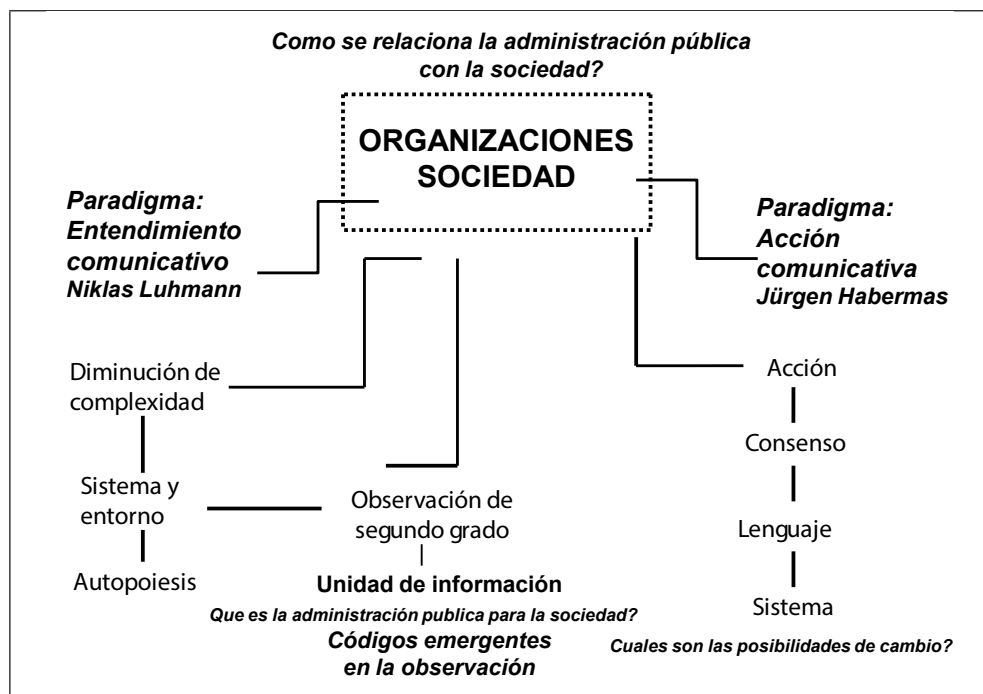 Como se relaciona la administración pública
con la sociedad?
ORGANIZACIONES
SOCIEDAD
Paradigma:
Entendimiento
comunicativo
Niklas Luhmann
Paradigma:
Acción
comunicativa
Jürgen Habermas
Diminución de
complexidad
Sistema y
entorno
Autopoiesis
Observación de
segundo grado
Unidad de información
Que es la administración publica para la sociedad?
Códigos emergentes
en la observación
Acción
Consenso
Lenguaje
Sistema
Cuales son las posibilidades de cambio?